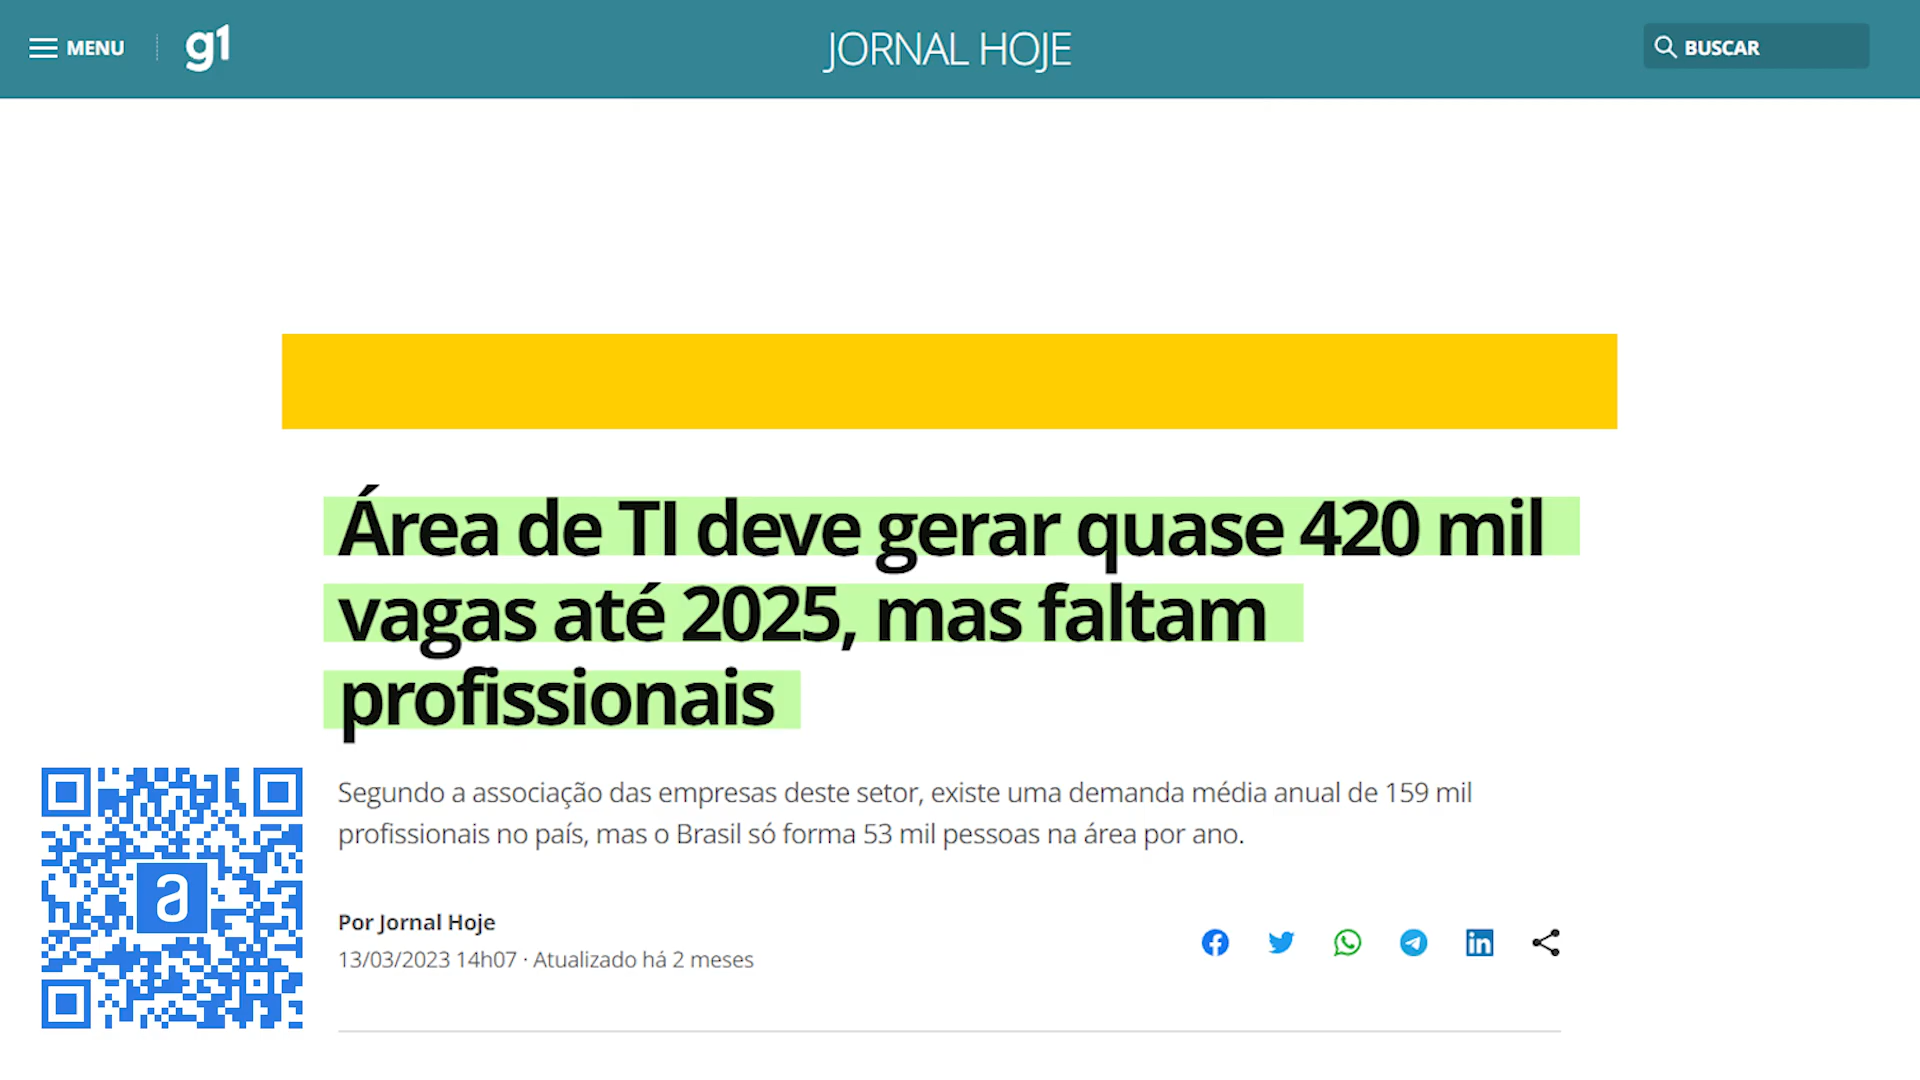 MENU
g1
JORNAL HOJE
BUSCAR
Área de TI deve gerar quase 420 mil
vagas até 2025, mas faltam
profissionais
Segundo a associação das empresas deste setor, existe uma demanda média anual de 159 mil
profissionais no país, mas o Brasil só forma 53 mil pessoas na área por ano.
a
Por Jornal Hoje
13/03/2023 14h07 · Atualizado há 2 meses